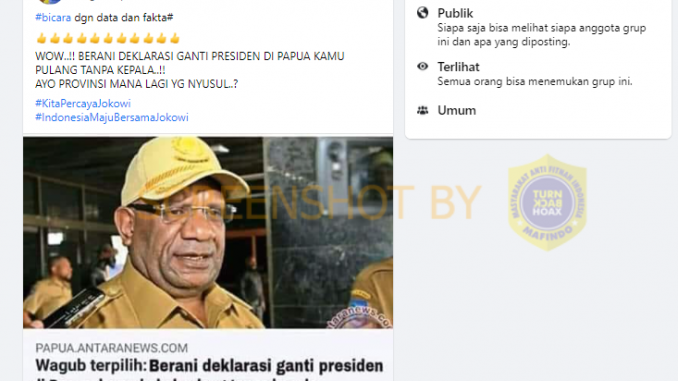 #bicara dgn data dan fakta#
WOW..!! BERANI DEKLARASI GANTI PRESIDEN DI PAPUA KAMU
PULANG TANPA KEPALA..!!
AYO PROVINSI MANA LAGI YG NYUSUL..?
#KitaPercayaJokowi
#IndonesiaMajuBersamaJokowi
PAPUA.ANTARANEWS.COM
Wagub terpilih: Berani deklarasi ganti presiden
Publik
Siapa saja bisa melihat siapa anggota grup
ini dan apa yang diposting.
Terlihat
Semua orang bisa menemukan grup ini.
Umum
SCREENSHOT BY
MASYARAKAT ANTI FITNAH INDONESIA
TURN
BACK
HOAX
MAFINDO